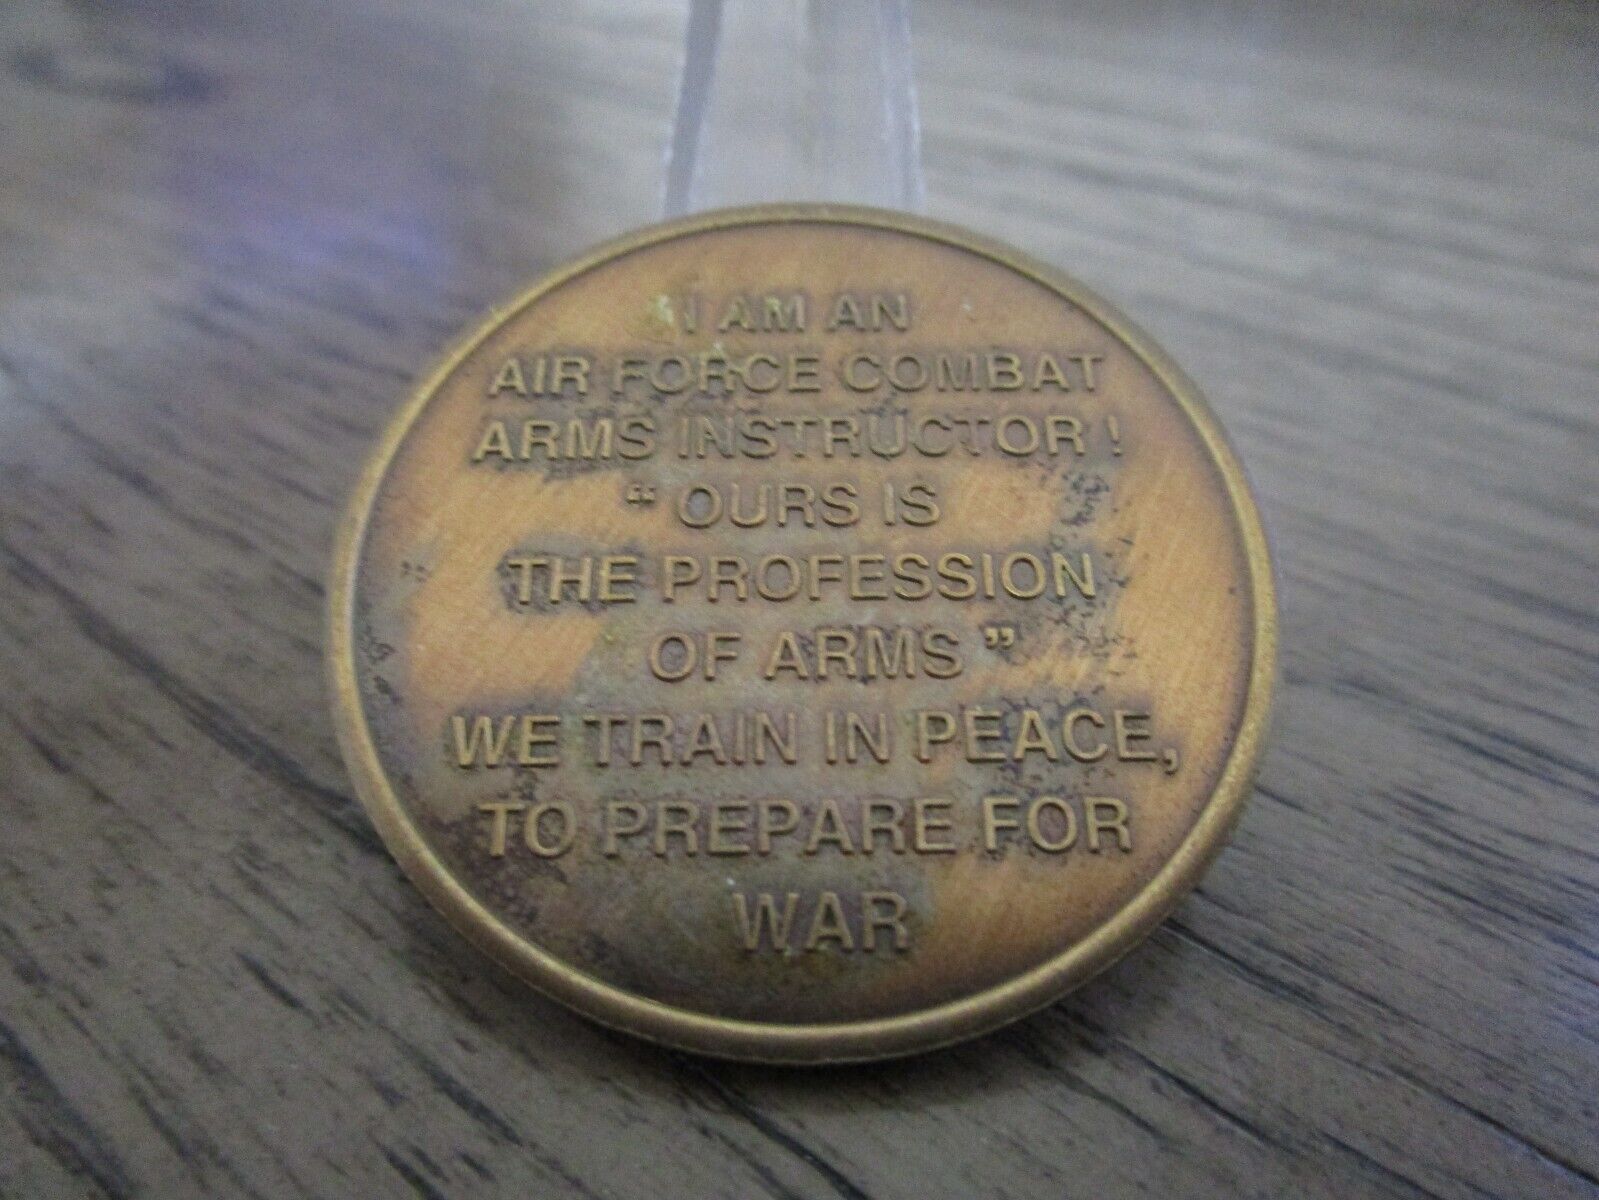 I AM AN
AIR FORCE COMBAT
ARMS INSTRUCTOR !
“ OURS IS
THE PROFESSION
OF ARMS ”
WE TRAIN IN PEACE,
TO PREPARE FOR
WAR